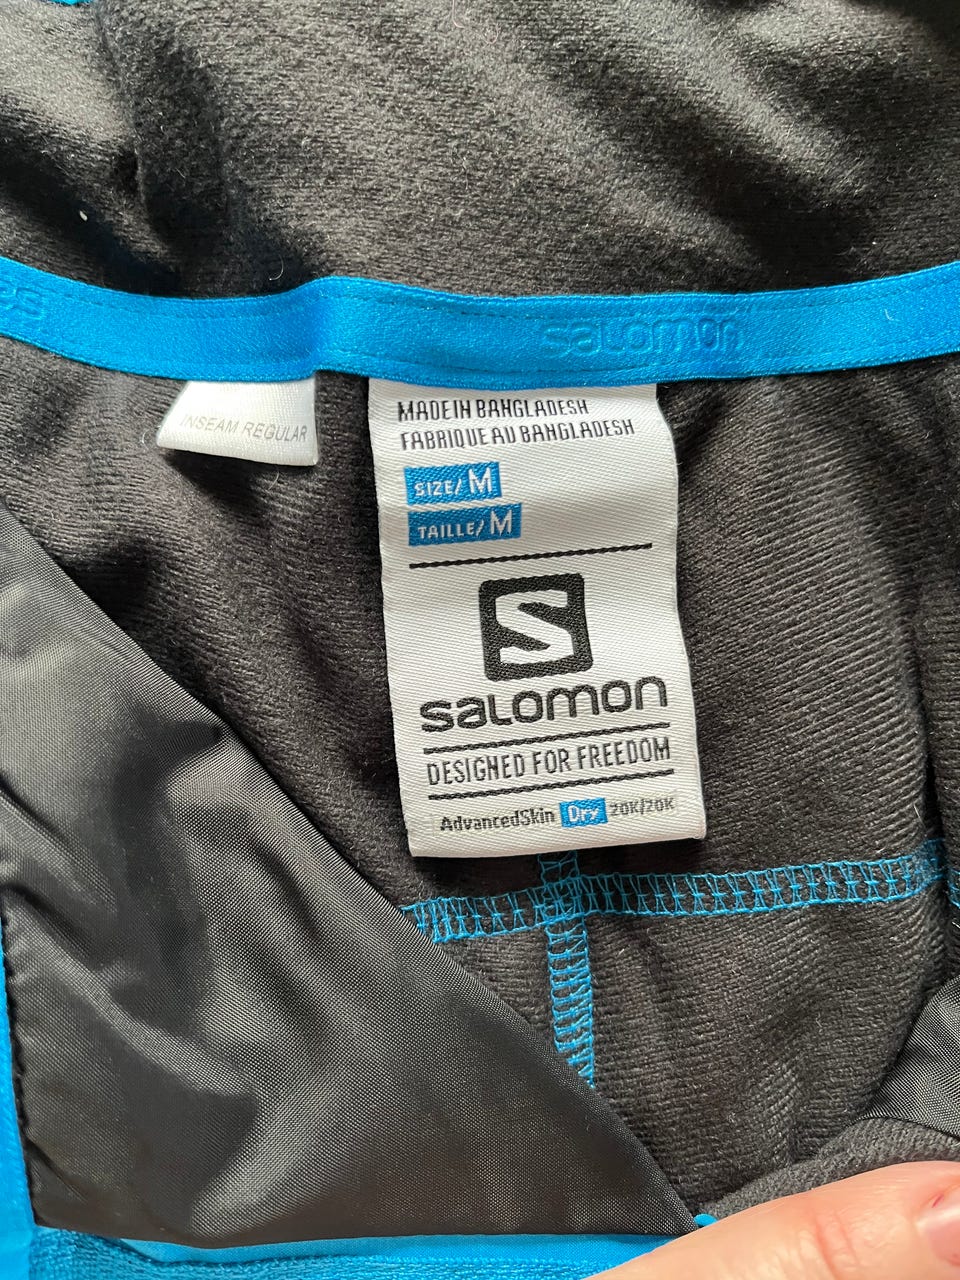 salomon
INSEAM REGULAR
MADE IN BANGLADESH
FABRIQUE AU BANGLADESH
SIZE/ M
TAILLE/ M
S
salomon
DESIGNED FOR FREEDOM
AdvancedSkin Dry 20K/20K